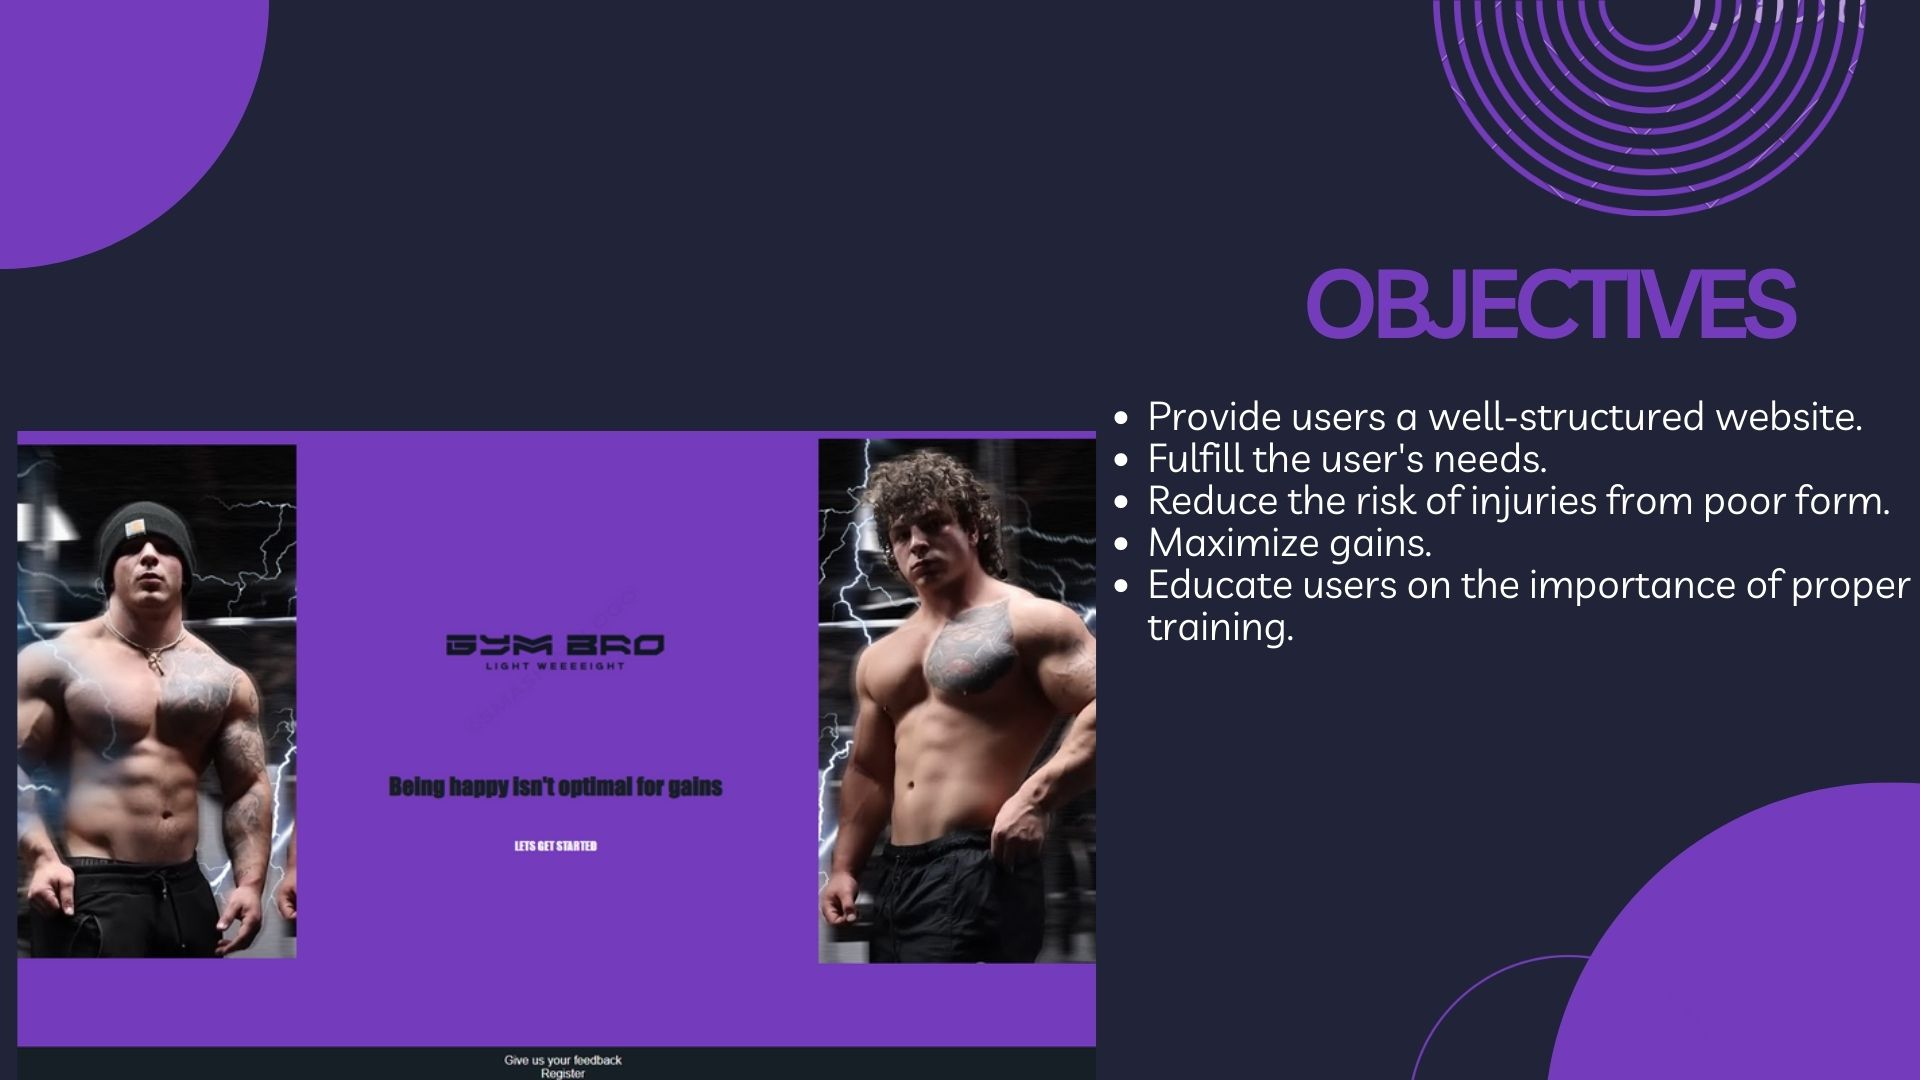 OBJECTIVES
• Provide users a well-structured website.
• Fulfill the user's needs.
• Reduce the risk of injuries from poor form.
• Maximize gains.
• Educate users on the importance of proper
training.
GYM BRO
LIGHT WEEEEIGHT
Being happy isn't optimal for gains
LETS GET STARTED
Give us your feedback
Register